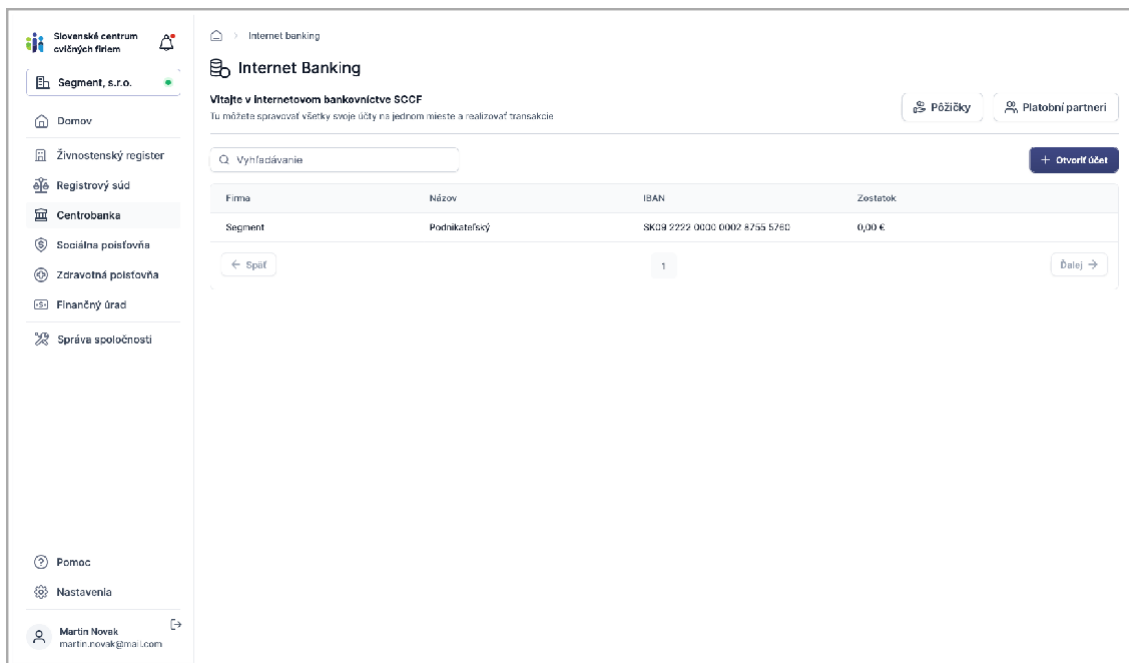 Slovenské centrum
cvičných firiem
Segment, s.r.o.
Domov
Živnostenský register
Registrový súd
Centrobanka
Sociálna poisťovňa
Zdravotná poisťovňa
Finančný úrad
Správa spoločnosti
Pomoc
Nastavenia
Martin Novak
martin.novak@mail.com
Internet banking
Internet Banking
Vitajte v internetovom bankovníctve SCCF
Tu môžete spravovať všetky svoje účty na jednom mieste a realizovať transakcie
Pôžičky
Platobní partneri
Vyhľadávanie
+ Otvoriť účet
Firma Názov IBAN Zostatok
Segment Podnikateľský SK09 2222 0000 0002 8755 5760 0,00 €
← Späť 1 Ďalej →